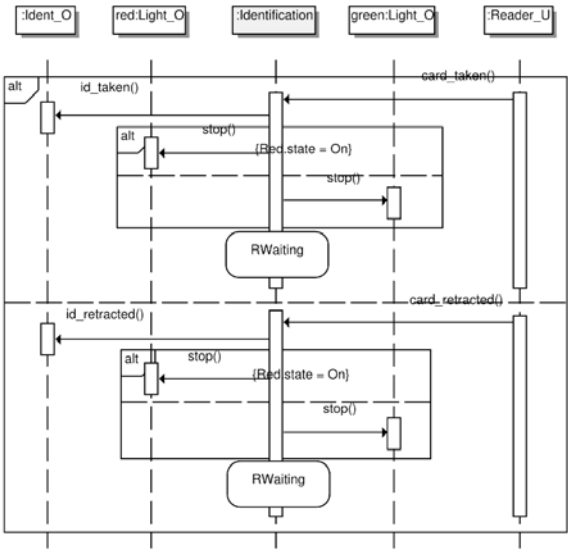 :Ident_O
red:Light_O
:Identification
green:Light_O
:Reader_U
alt
id_taken()
card_taken()
alt
stop()
{Red.state = On}
stop()
RWaiting
id_retracted()
card_retracted()
alt
stop()
{Red.state = On}
stop()
RWaiting